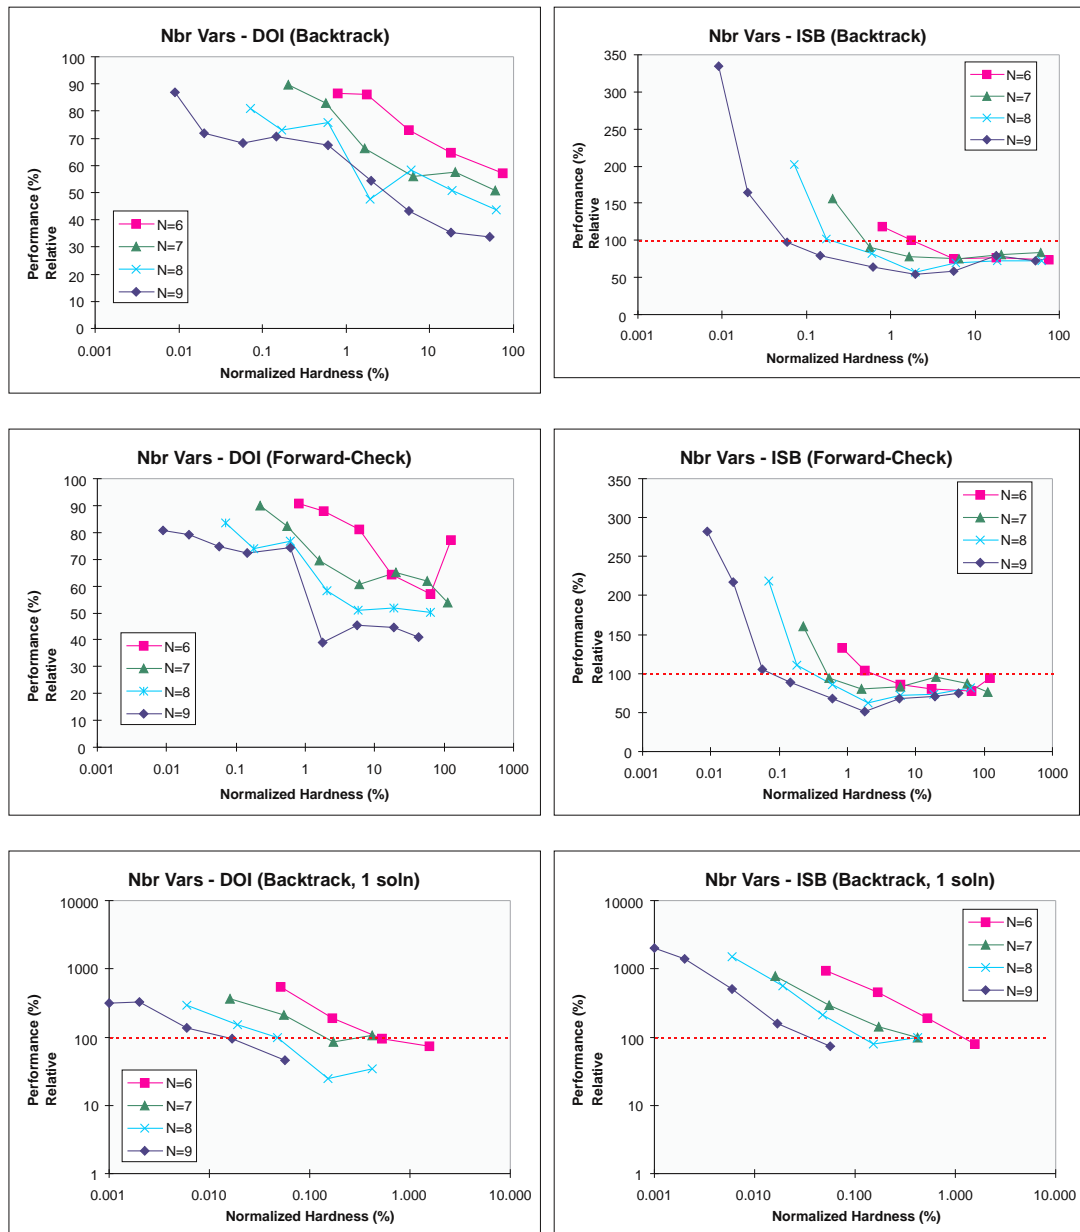 Nbr Vars - DOI (Backtrack)
100
90
80
70
60
50
40
30
20
10
0
Performance (%)
Relative
N=6
N=7
N=8
N=9
0.001
0.01
0.1
1
10
100
Normalized Hardness (%)
Nbr Vars - ISB (Backtrack)
350
300
250
200
150
100
50
0
Performance (%)
Relative
N=6
N=7
N=8
N=9
0.001
0.01
0.1
1
10
100
Normalized Hardness (%)
Nbr Vars - DOI (Forward-Check)
100
90
80
70
60
50
40
30
20
10
0
Performance (%)
Relative
N=6
N=7
N=8
N=9
0.001
0.01
0.1
1
10
100
1000
Normalized Hardness (%)
Nbr Vars - ISB (Forward-Check)
350
300
250
200
150
100
50
0
Performance (%)
Relative
N=6
N=7
N=8
N=9
0.001
0.01
0.1
1
10
100
1000
Normalized Hardness (%)
Nbr Vars - DOI (Backtrack, 1 soln)
10000
1000
100
10
1
Performance (%)
Relative
N=6
N=7
N=8
N=9
0.001
0.010
0.100
1.000
10.000
Normalized Hardness (%)
Nbr Vars - ISB (Backtrack, 1 soln)
10000
1000
100
10
1
Performance (%)
Relative
N=6
N=7
N=8
N=9
0.001
0.010
0.100
1.000
10.000
Normalized Hardness (%)